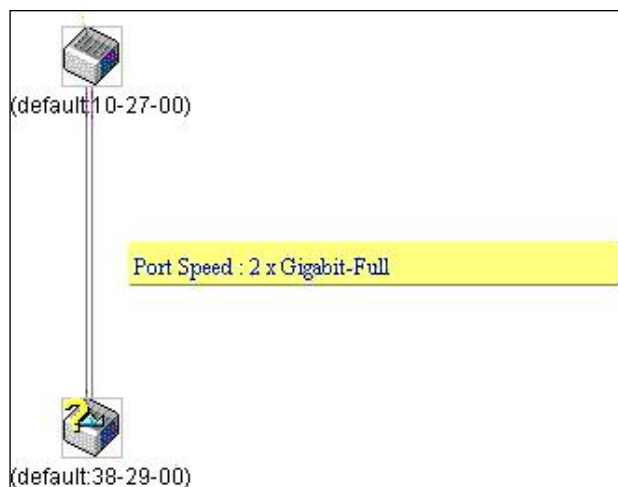 (default:10-27-00)
Port Speed : 2 x Gigabit-Full
?
(default:38-29-00)